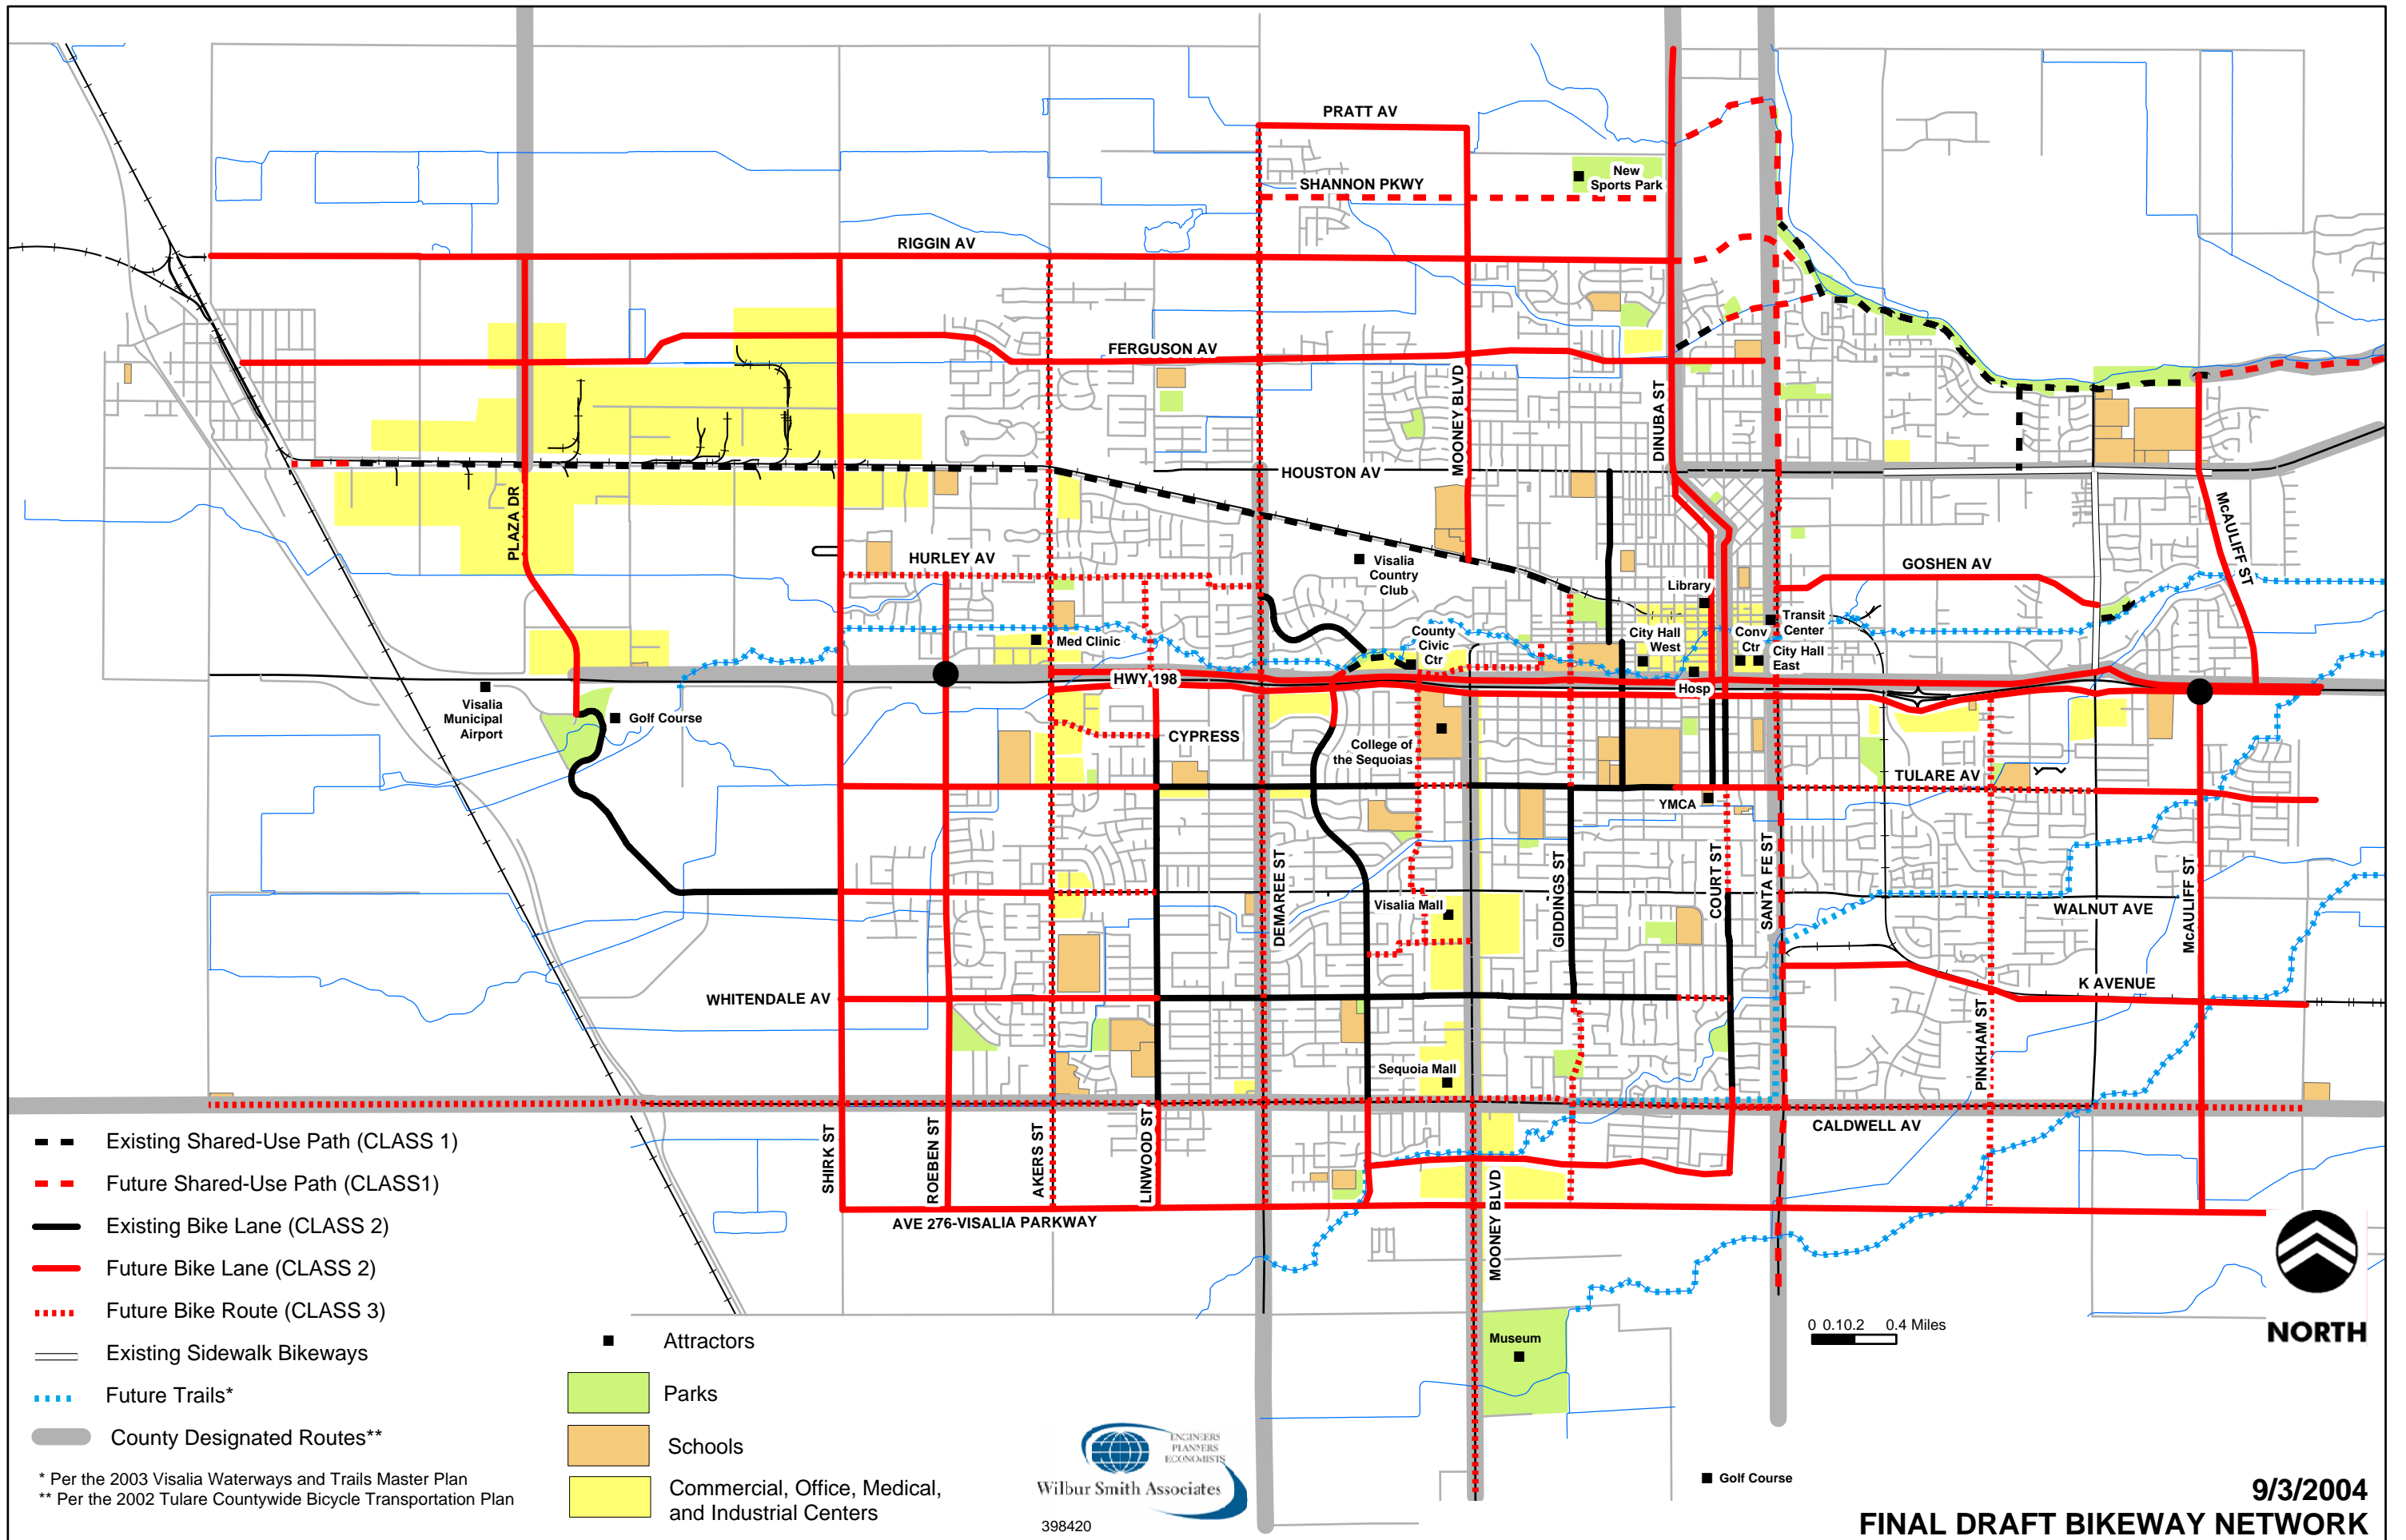 PRATT AV
SHANNON PKWY
New
Sports Park
RIGGIN AV
FERGUSON AV
MOONEY BLVD
DINUBA ST
HOUSTON AV
PLAZA DR
McAULIFF ST
HURLEY AV
Visalia
Country
Club
GOSHEN AV
Library
Transit
Center
Med Clinic
County
Civic
Ctr
City Hall
West
Conv
Ctr
City Hall
East
HWY 198
Hosp
Visalia
Municipal
Airport
Golf Course
CYPRESS
College of
the Sequoias
TULARE AV
YMCA
DEMAREE ST
GIDDINGS ST
COURT ST
SANTA FE ST
Visalia Mall
WALNUT AVE
McAULIFF ST.
WHITENDALE AV
K AVENUE
PINKHAM ST
Sequoia Mall
CALDWELL AV
SHIRK ST
ROEBEN ST
AKERS ST
LINWOOD ST
MOONEY BLVD
AVE 276-VISALIA PARKWAY
Museum
Golf Course
0 0.10.2 0.4 Miles
NORTH
Existing Shared-Use Path (CLASS 1)
Future Shared-Use Path (CLASS1)
Existing Bike Lane (CLASS 2)
Future Bike Lane (CLASS 2)
Future Bike Route (CLASS 3)
Existing Sidewalk Bikeways
Future Trails*
County Designated Routes**
* Per the 2003 Visalia Waterways and Trails Master Plan
** Per the 2002 Tulare Countywide Bicycle Transportation Plan
Attractors
Parks
Schools
Commercial, Office, Medical,
and Industrial Centers
ENGINEERS
PLANNERS
ECONOMISTS
Wilbur Smith Associates
398420
9/3/2004
FINAL DRAFT BIKEWAY NETWORK